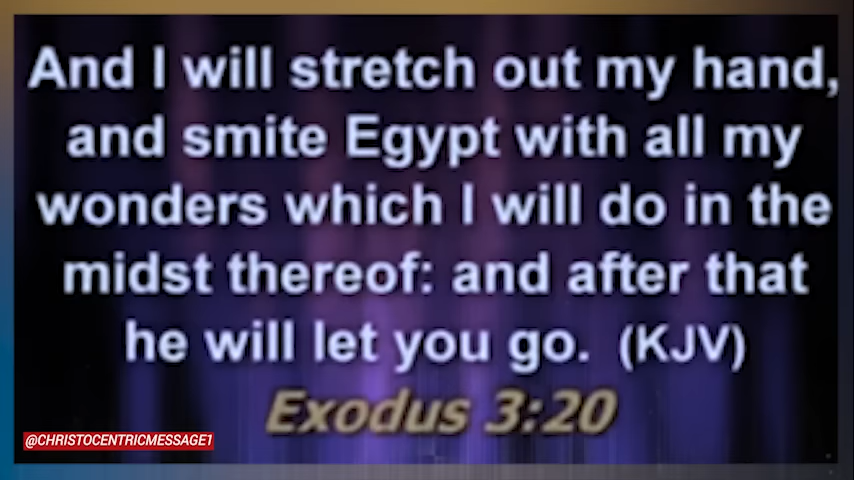 And I will stretch out my hand,
and smite Egypt with all my
wonders which I will do in the
midst thereof: and after that
he will let you go. (KJV)
Exodus 3:20
@CHRISTOCENTRICMESSAGE1